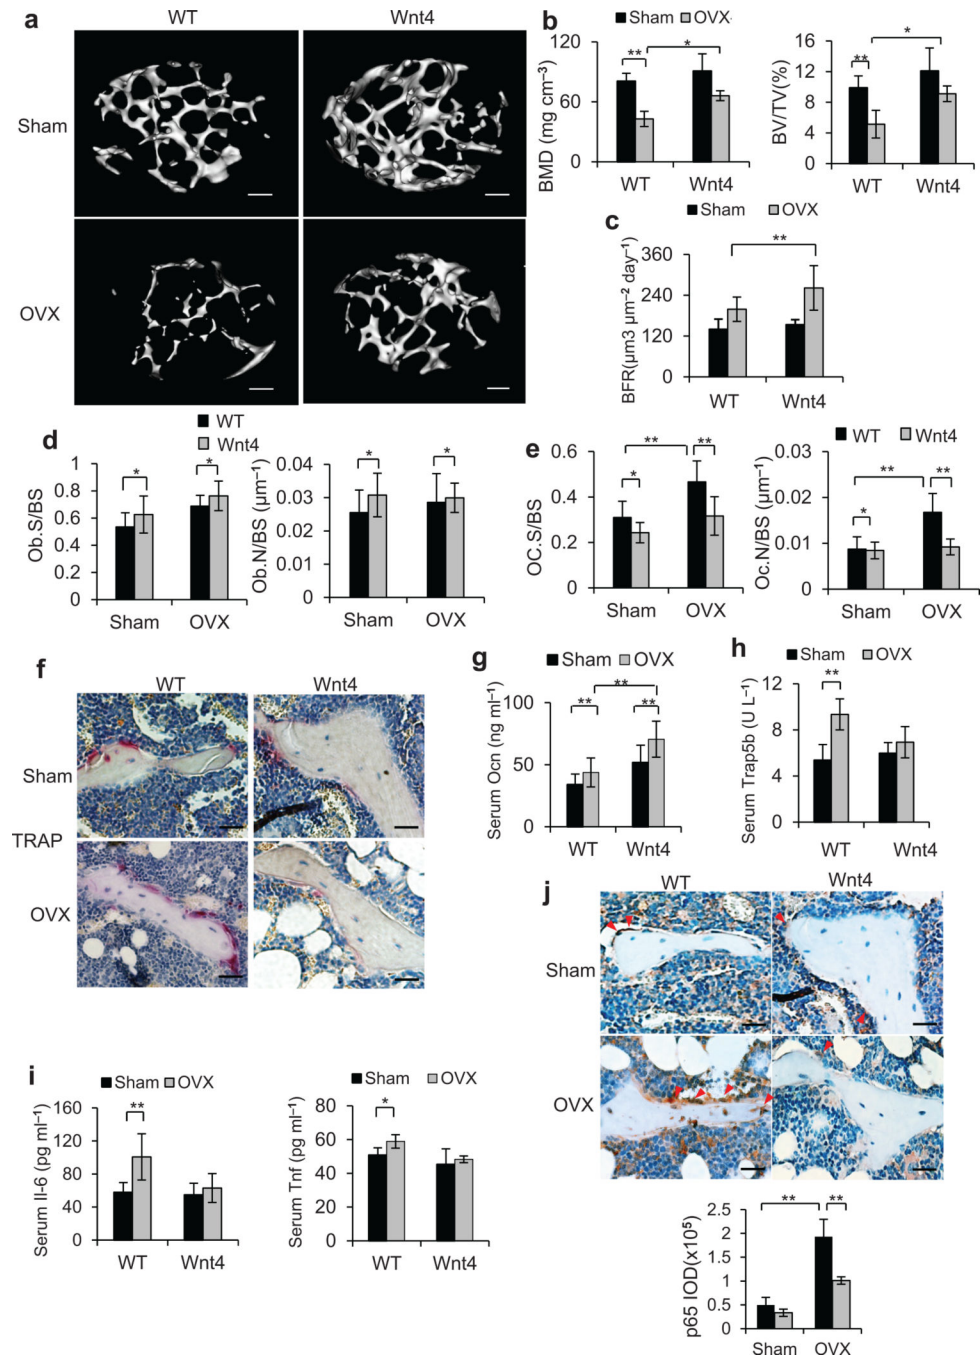 a
WT
Wnt4
Sham
OVX
b
Sham OVX
BMD (mg cm⁻³)
120
90
60
30
0
**
*
WT Wnt4
BV/TV(%)
16
12
8
4
0
**
*
WT Wnt4
c
Sham OVX
BFR(µm3 µm⁻² day⁻¹)
360
240
120
0
**
WT Wnt4
d
WT
Wnt4
Ob.S/BS
1
0.8
0.6
0.4
0.2
0
*
*
Sham OVX
Ob.N/BS (µm⁻¹)
0.04
0.03
0.02
0.01
0
*
*
Sham OVX
e
WT Wnt4
OC.S/BS
0.6
0.4
0.2
0
*
**
**
Sham OVX
Oc.N/BS (µm⁻¹)
0.02
0.01
0
*
**
**
Sham OVX
f
WT
Wnt4
Sham
TRAP
OVX
g
Sham OVX
Serum Ocn (ng ml⁻¹)
100
50
0
**
**
**
WT Wnt4
h
Sham OVX
Serum Trap5b (U L⁻¹)
12
8
4
0
**
WT Wnt4
i
Sham OVX
Serum Il-6 (pg ml⁻¹)
160
120
80
40
0
**
WT Wnt4
Sham OVX
Serum Tnf (pg ml⁻¹)
80
60
40
20
0
*
WT Wnt4
j
WT
Wnt4
Sham
OVX
p65 IOD(x10⁵)
2.5
2
1.5
1
0.5
0
**
**
Sham OVX